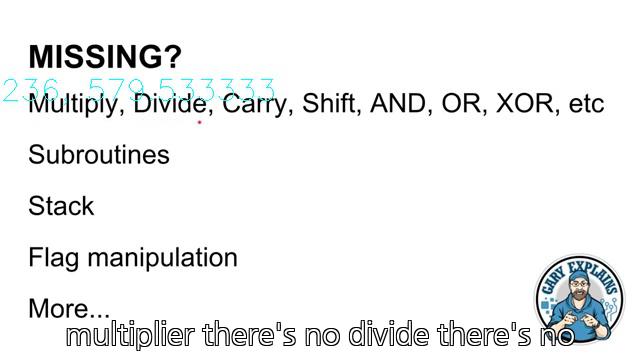 MISSING?
236, 579.533333
Multiply, Divide, Carry, Shift, AND, OR, XOR, etc
Subroutines
Stack
Flag manipulation
GARY EXPLAINS
More...
multiplier there's no divide there's no